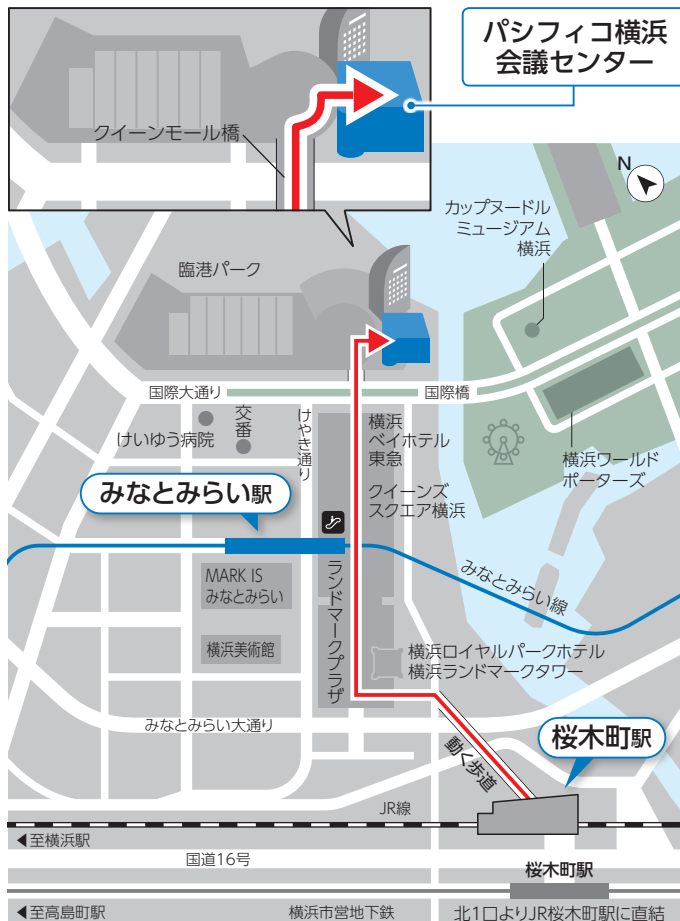 パシフィコ横浜
会議センター
クイーンモール橋
N
カップヌードル
ミュージアム
横浜
臨港パーク
国際大通り
国際橋
けいゆう病院
交番
けやき通り
横浜
ベイホテル
東急
クイーンズ
スクエア横浜
横浜ワールド
ポーターズ
みなとみらい駅
MARK IS
みなとみらい
ランドマークプラザ
みなとみらい線
横浜美術館
横浜ロイヤルパークホテル
横浜ランドマークタワー
みなとみらい大通り
動く歩道
桜木町駅
JR線
◀至横浜駅
国道16号
桜木町駅
◀至高島町駅
横浜市営地下鉄
北1口よりJR桜木町駅に直結